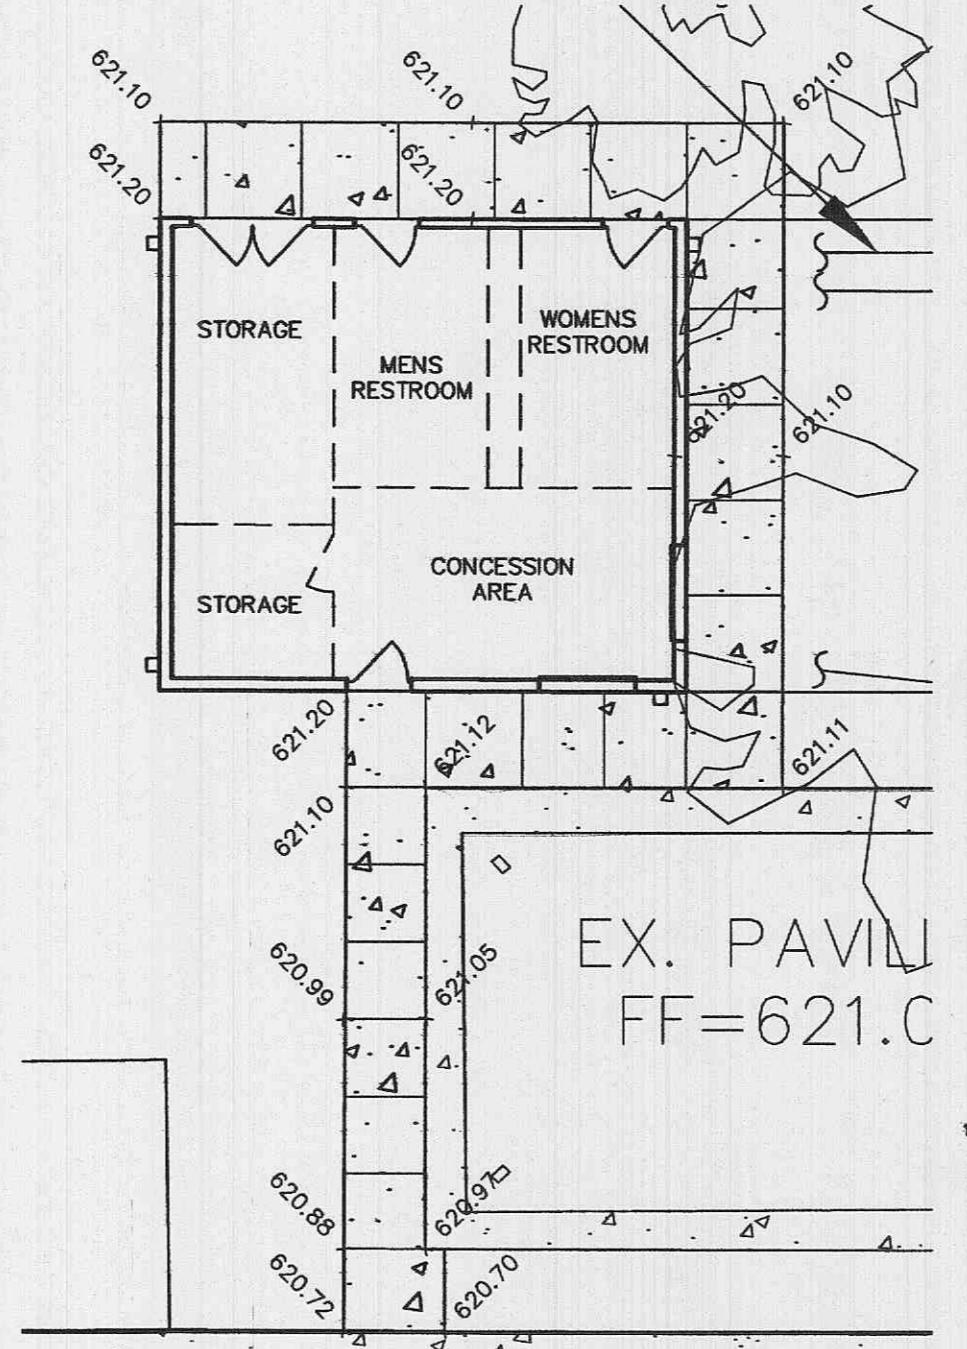 621.10
621.10
621.10
621.20
621.20
STORAGE
WOMENS
RESTROOM
MENS
RESTROOM
621.20
621.10
CONCESSION
AREA
STORAGE
621.20
621.12
621.11
621.10
EX. PAVIL
620.99
621.05
FF=621.
620.88
620.97
620.72
620.70